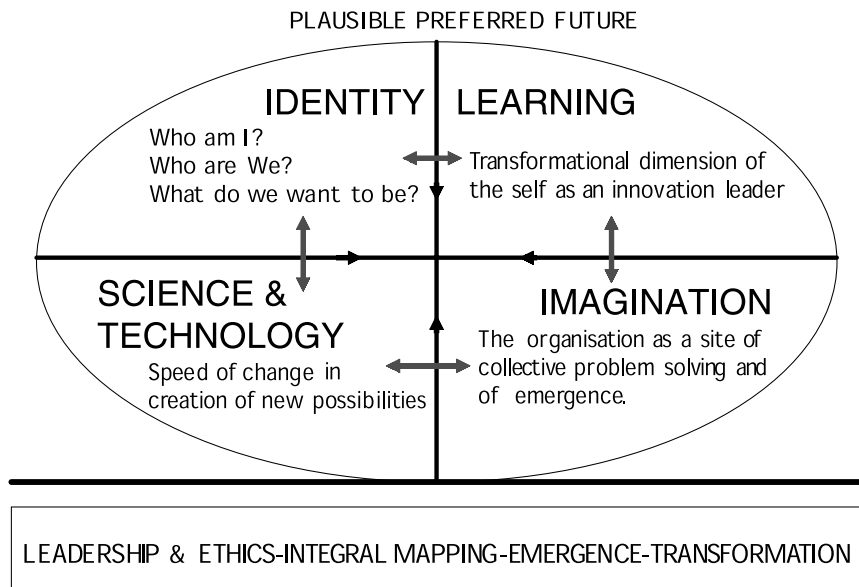 PLAUSIBLE PREFERRED FUTURE
IDENTITY
Who am I?
Who are We?
What do we want to be?
LEARNING
Transformational dimension of
the self as an innovation leader
SCIENCE &
TECHNOLOGY
Speed of change in
creation of new possibilities
IMAGINATION
The organisation as a site of
collective problem solving and
of emergence.
LEADERSHIP & ETHICS-INTEGRAL MAPPING-EMERGENCE-TRANSFORMATION